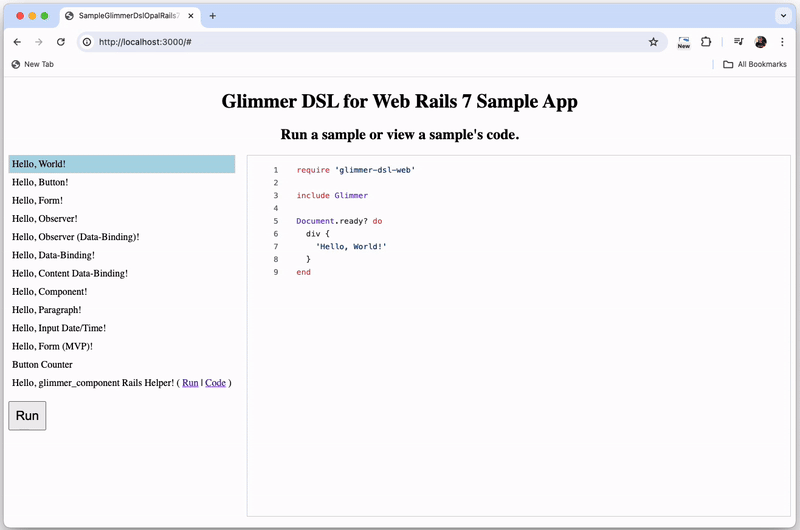 SampleGlimmerDslOpalRails7
http://localhost:3000/#
New
New Tab
All Bookmarks
Glimmer DSL for Web Rails 7 Sample App
Run a sample or view a sample's code.
Hello, World!
Hello, Button!
Hello, Form!
Hello, Observer!
Hello, Observer (Data-Binding)!
Hello, Data-Binding!
Hello, Content Data-Binding!
Hello, Component!
Hello, Paragraph!
Hello, Input Date/Time!
Hello, Form (MVP)!
Button Counter
Hello, glimmer_component Rails Helper! ( Run | Code )
Run
1 require 'glimmer-dsl-web'
2
3 include Glimmer
4
5 Document.ready? do
6 div {
7 'Hello, World!'
8 }
9 end